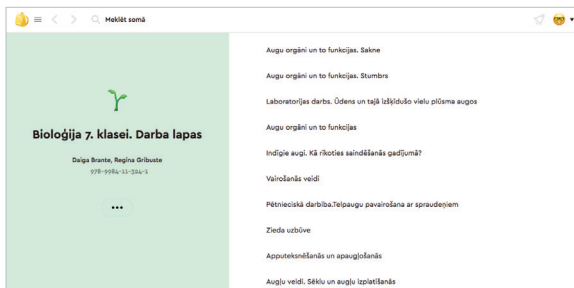 Meklēt somā
Bioloģija 7. klasei. Darba lapas
Daiga Brante, Regina Gribuste
978-9984-11-324-1
Augu orgāni un to funkcijas. Sakne
Augu orgāni un to funkcijas. Stumbrs
Laboratorijas darbs. Ūdens un tajā izšķīdušo vielu plūsma augos
Augu orgāni un to funkcijas
Indīgie augi. Kā rīkoties saindēšanās gadījumā?
Vairošanās veidi
Pētnieciskā darbība.Telpaugu pavairošana ar spraudeņiem
Zieda uzbūve
Apputeksnēšanās un apaugļošanās
Augļu veidi. Sēklu un augļu izplatīšanās